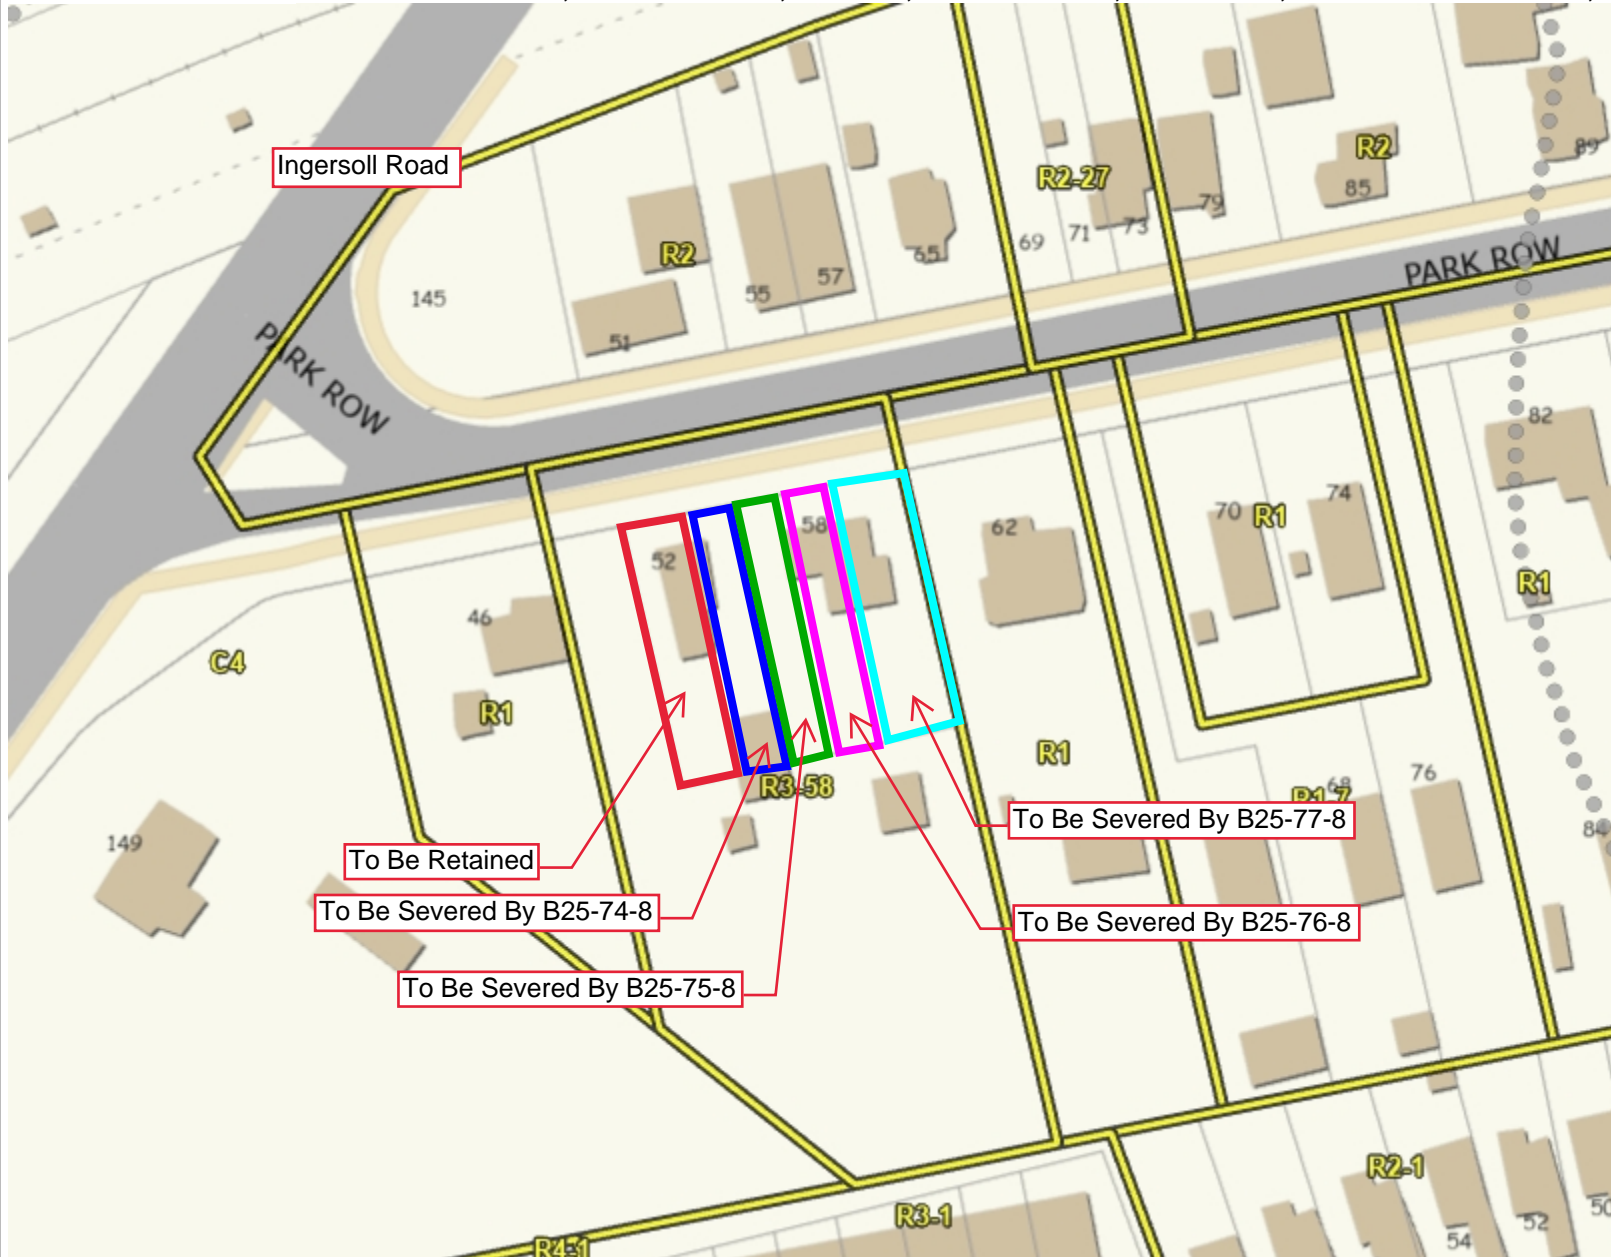 Ingersoll Road
R2-27
R2
89
85
79
69
71
73
R2
65
57
55
51
145
PARK ROW
PARK ROW
82
58
62
70
R1
74
52
R1
46
C4
R1
R1
R3-58
R1-7
68
76
84
149
To Be Severed By B25-77-8
To Be Retained
To Be Severed By B25-74-8
To Be Severed By B25-76-8
To Be Severed By B25-75-8
R2-1
R3-1
R4-1
54
52
50